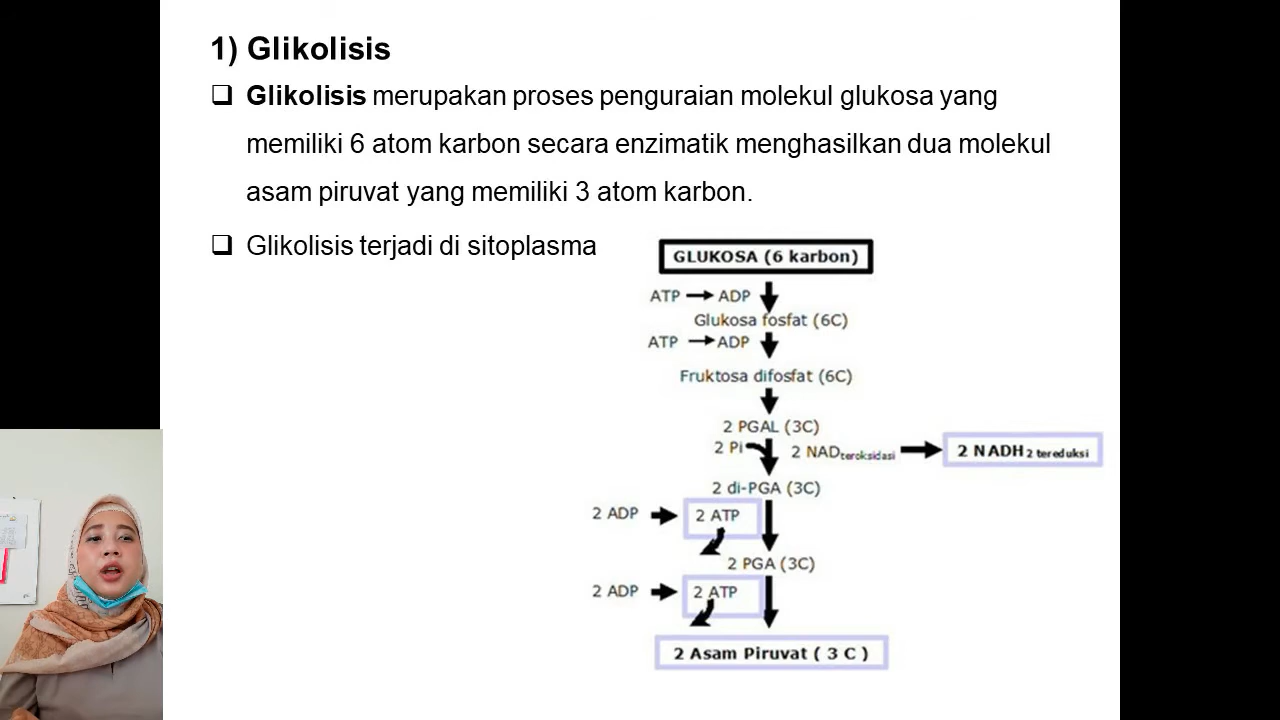 1) Glikolisis
Glikolisis merupakan proses penguraian molekul glukosa yang
memiliki 6 atom karbon secara enzimatik menghasilkan dua molekul
asam piruvat yang memiliki 3 atom karbon.
Glikolisis terjadi di sitoplasma
GLUKOSA (6 karbon)
ATP ADP
Glukosa fosfat (6C)
ATP ADP
Fruktosa difosfat (6C)
2 PGAL (3C)
2 Pi 2 NADteroksidasi 2 NADH2 tereduksi
2 di-PGA (3C)
2 ADP 2 ATP
2 PGA (3C)
2 ADP 2 ATP
2 Asam Piruvat ( 3 C )